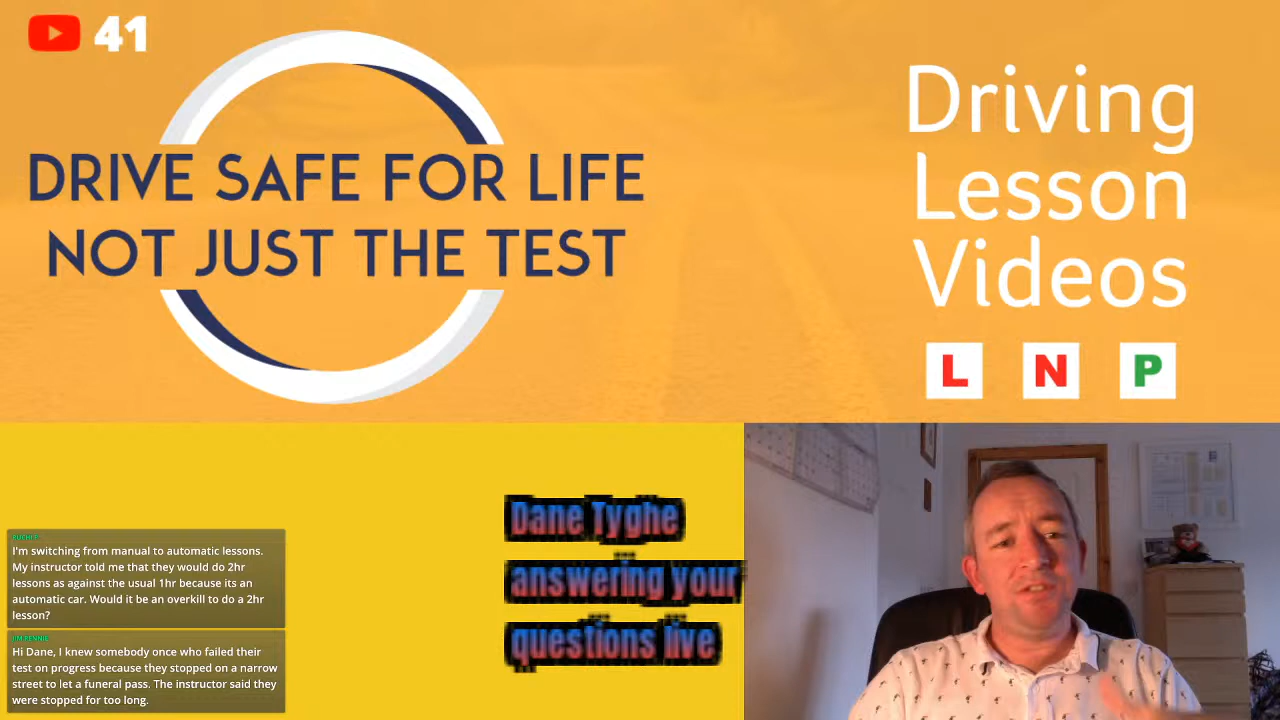 41
DRIVE SAFE FOR LIFE
NOT JUST THE TEST
Driving
Lesson
Videos
L N P
Dane Tyghe
answering your
questions live
I'm switching from manual to automatic lessons.
My instructor told me that they would do 2hr
lessons as against the usual 1hr because its an
automatic car. Would it be an overkill to do a 2hr
lesson?
Hi Dane, I knew somebody once who failed their
test on progress because they stopped on a narrow
street to let a funeral pass. The instructor said they
were stopped for too long.